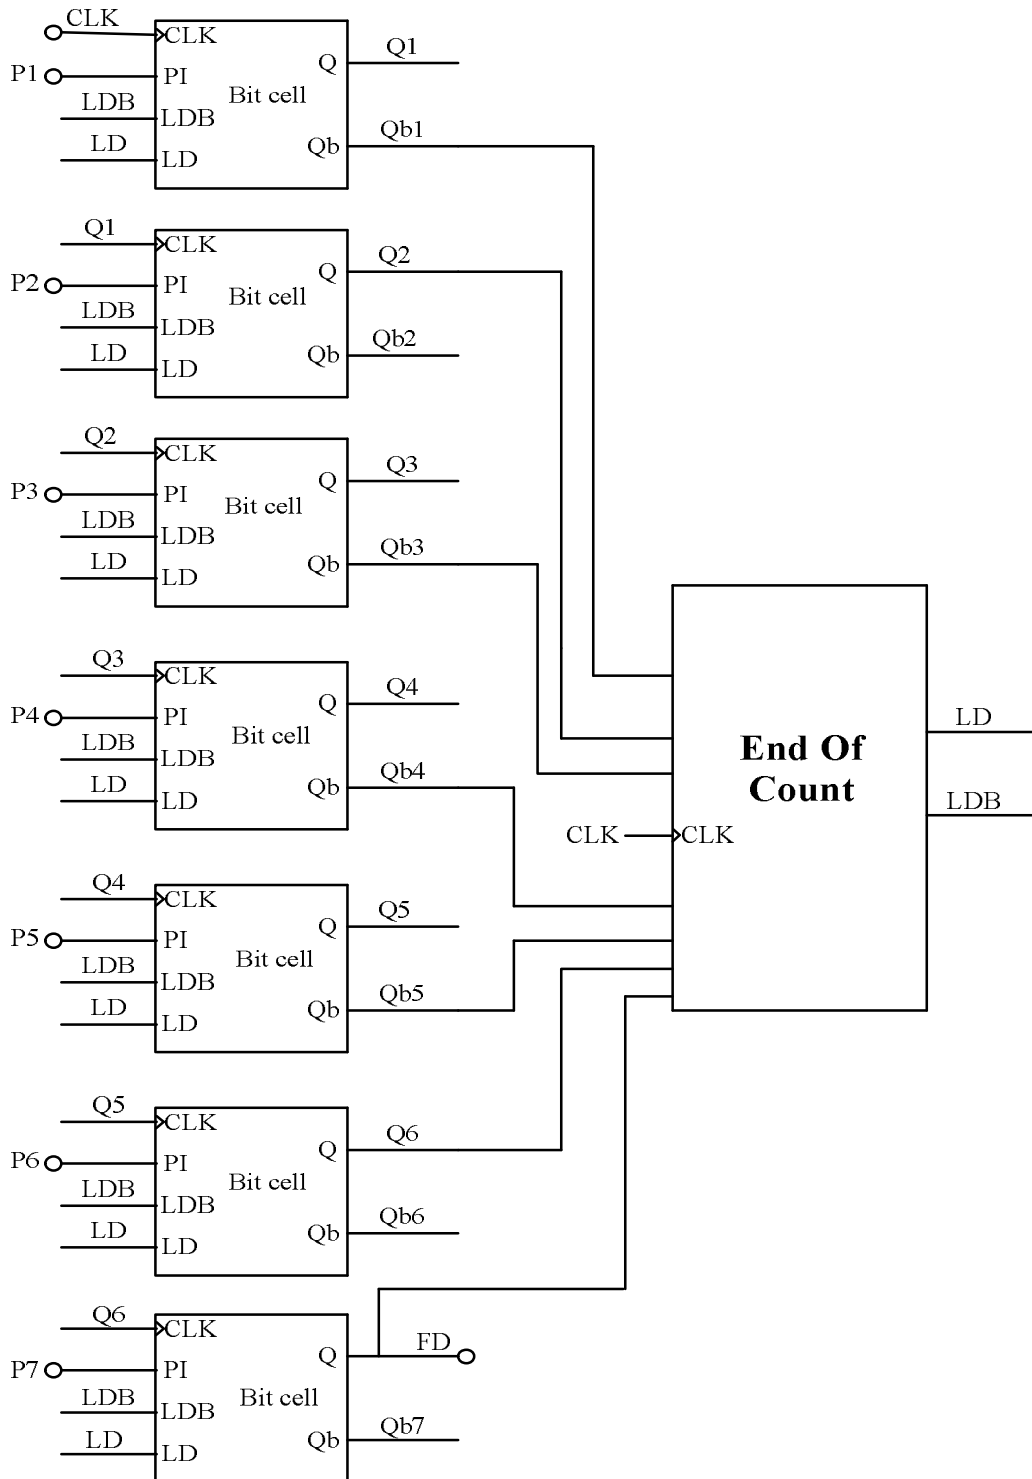 CLK
CLK
Q1
Q
P1
PI
Bit cell
LDB
LDB
Qb1
Qb
LD
LD
Q1
CLK
Q2
Q
P2
PI
Bit cell
LDB
LDB
Qb2
Qb
LD
LD
Q2
CLK
Q3
Q
P3
PI
Bit cell
LDB
LDB
Qb3
Qb
LD
LD
Q3
CLK
Q4
Q
P4
PI
Bit cell
LDB
LDB
Qb4
Qb
LD
LD
End Of
Count
CLK
CLK
LD
LDB
Q4
CLK
Q5
Q
P5
PI
Bit cell
LDB
LDB
Qb5
Qb
LD
LD
Q5
CLK
Q6
Q
P6
PI
Bit cell
LDB
LDB
Qb6
Qb
LD
LD
Q6
CLK
FD
Q
P7
PI
Bit cell
LDB
LDB
Qb7
Qb
LD
LD